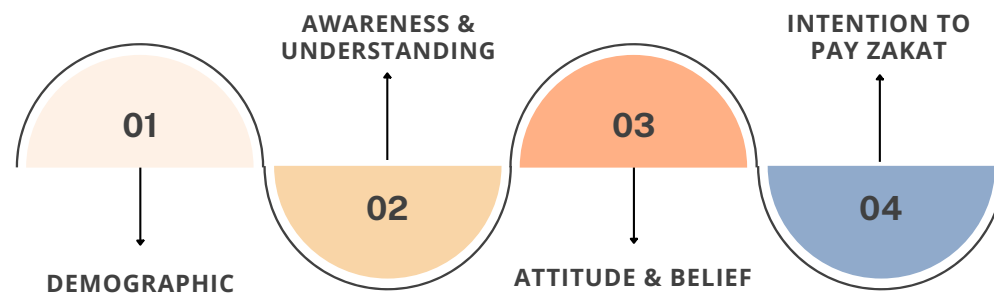 01
DEMOGRAPHIC
AWARENESS &
UNDERSTANDING
02
03
ATTITUDE & BELIEF
INTENTION TO
PAY ZAKAT
04